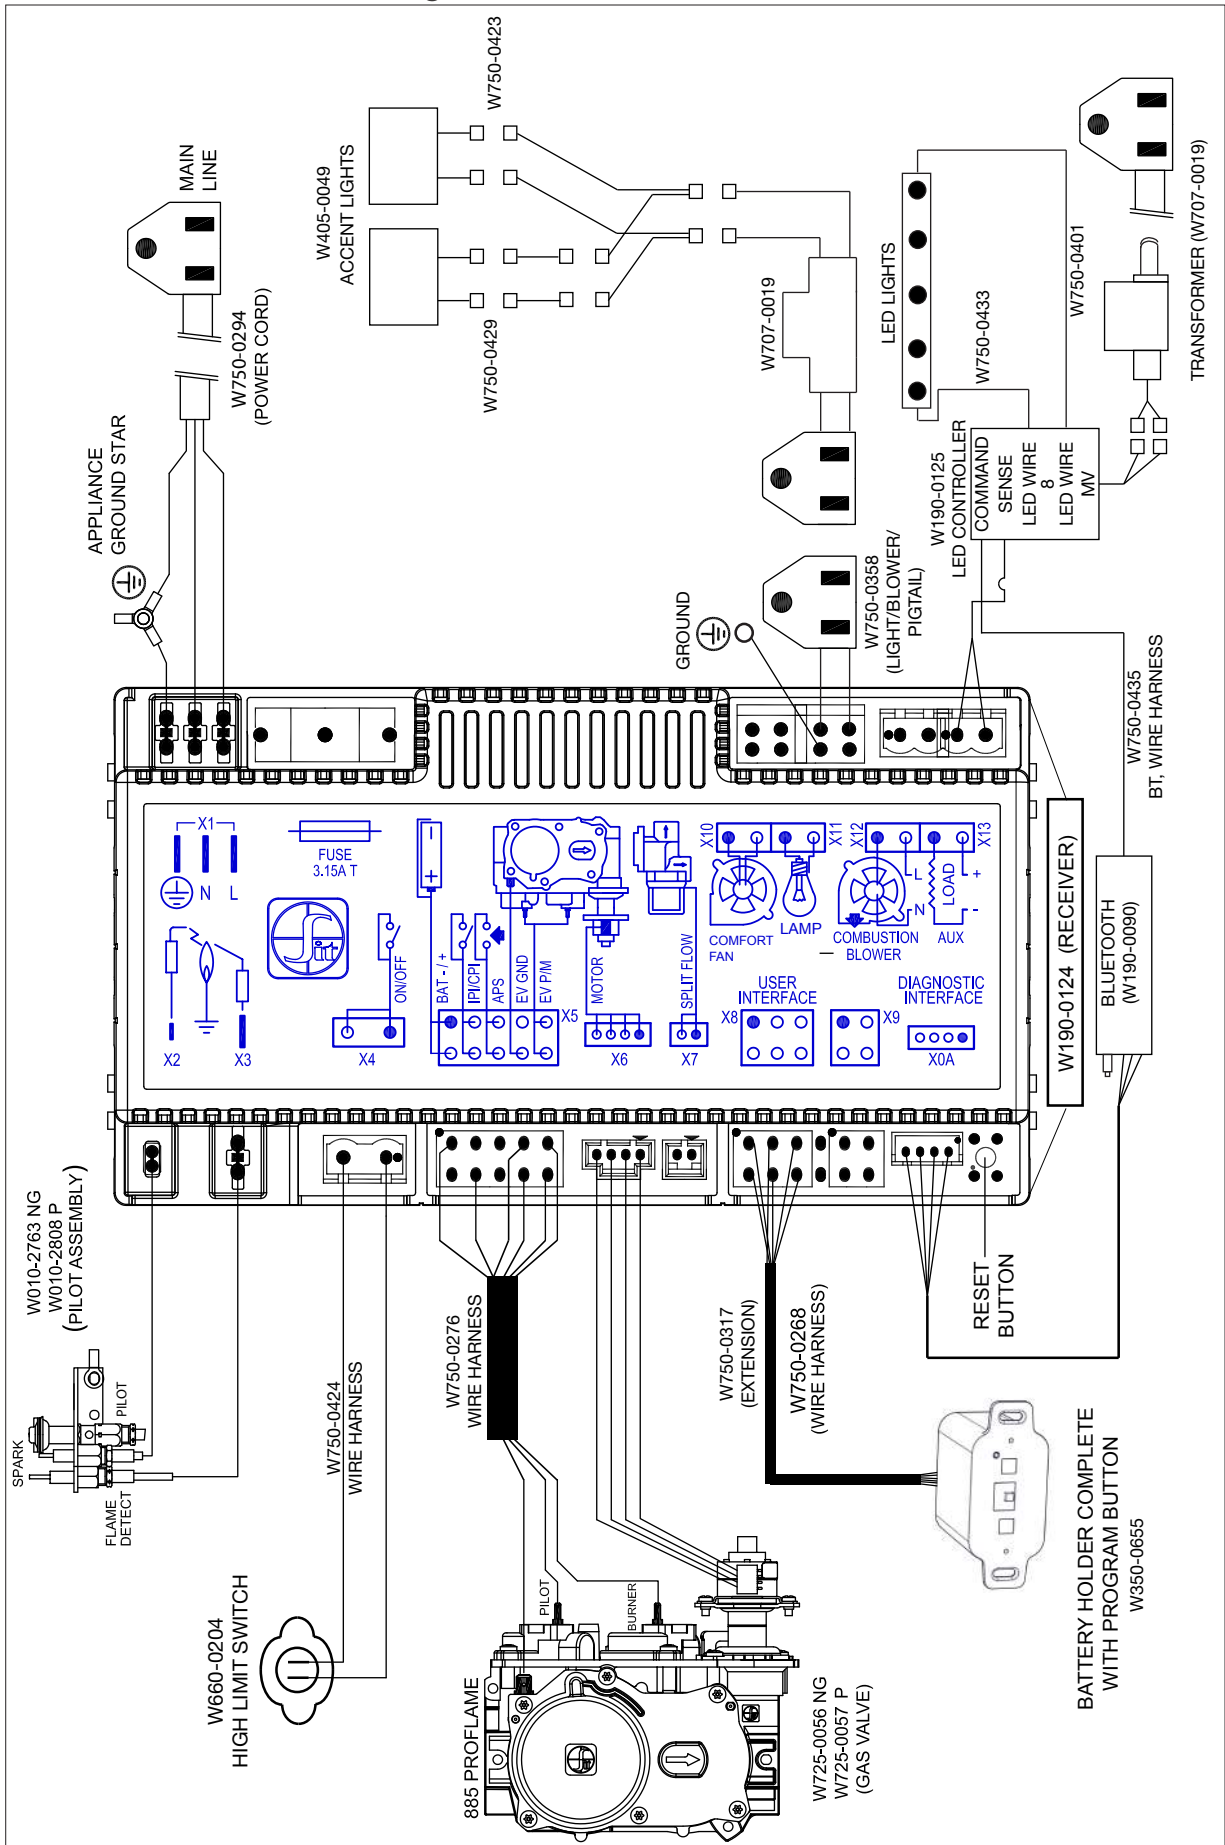 W750-0423
W405-0049
ACCENT LIGHTS
W750-0429
MAIN
LINE
W750-0294
(POWER CORD)
APPLIANCE
GROUND STAR
W707-0019
LED LIGHTS
W750-0433
W750-0401
TRANSFORMER (W707-0019)
W190-0125
LED CONTROLLER
COMMAND
SENSE
LED WIRE
8
LED WIRE
MV
GROUND
W750-0358
(LIGHT/BLOWER/
PIGTAIL)
W750-0435
BT, WIRE HARNESS
X1
N
L
FUSE
3.15A T
X2
X3
ON/OFF
X4
+
-
BAT -/+
IPI/CPI
APS
EV GND
EV P/M
X5
MOTOR
X6
SPLIT FLOW
X7
X10
X11
COMFORT
FAN
LAMP
X12
X13
L
N
LOAD
+
-
COMBUSTION
BLOWER
AUX
USER
INTERFACE
X8
X9
DIAGNOSTIC
INTERFACE
X0A
Sit
W190-0124 (RECEIVER)
BLUETOOTH
(W190-0090)
W010-2763 NG
W010-2808 P
(PILOT ASSEMBLY)
SPARK
PILOT
FLAME
DETECT
W750-0424
WIRE HARNESS
W660-0204
HIGH LIMIT SWITCH
W750-0276
WIRE HARNESS
W750-0317
(EXTENSION)
W750-0268
(WIRE HARNESS)
RESET
BUTTON
885 PROFLAME
PILOT
BURNER
W725-0056 NG
W725-0057 P
(GAS VALVE)
BATTERY HOLDER COMPLETE
WITH PROGRAM BUTTON
W350-0655